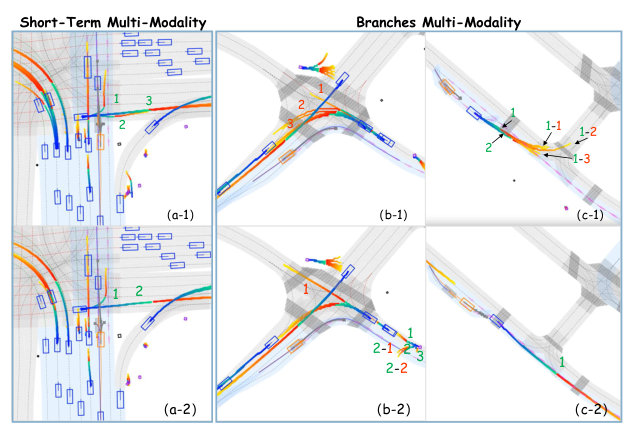 Short-Term Multi-Modality
Branches Multi-Modality
1
3
2
(a-1)
1
2
3
(b-1)
1
2
1-1
1-2
1-3
(c-1)
1
2
(a-2)
1
1
2-1
2
3
2-2
(b-2)
1
(c-2)